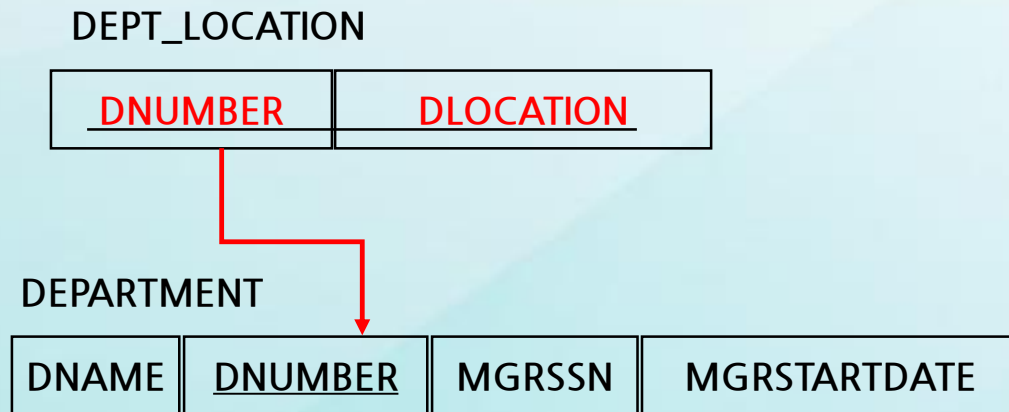 DEPT_LOCATION
DNUMBER DLOCATION
DEPARTMENT
DNAME DNUMBER MGRSSN MGRSTARTDATE